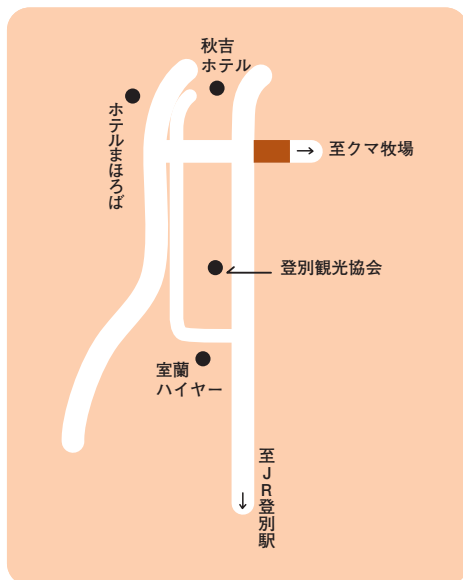 秋吉
ホテル
ホテルまほろば
至クマ牧場
登別観光協会
室蘭
ハイヤー
至JR登別駅